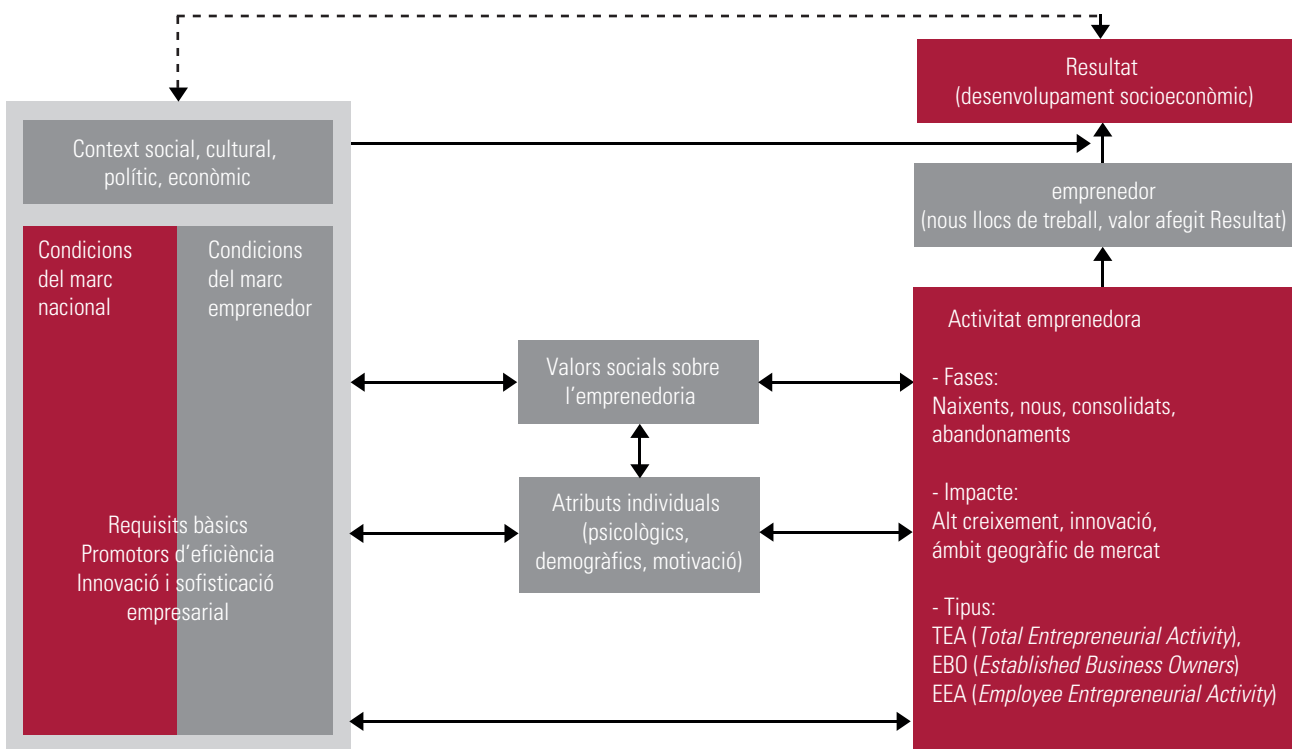 Resultat
(desenvolupament socioeconòmic)
Context social, cultural,
polític, econòmic
emprenedor
(nous llocs de treball, valor afegit Resultat)
Condicions
del marc
nacional
Condicions
del marc
emprenedor
Requisits bàsics
Promotors d'eficiència
Innovació i sofisticació
empresarial
Valors socials sobre
l'emprenedoria
Atributs individuals
(psicològics,
demogràfics, motivació)
Activitat emprenedora
- Fases:
Naixents, nous, consolidats,
abandonaments
- Impacte:
Alt creixement, innovació,
ámbit geogràfic de mercat
- Tipus:
TEA (Total Entrepreneurial Activity),
EBO (Established Business Owners)
EEA (Employee Entrepreneurial Activity)